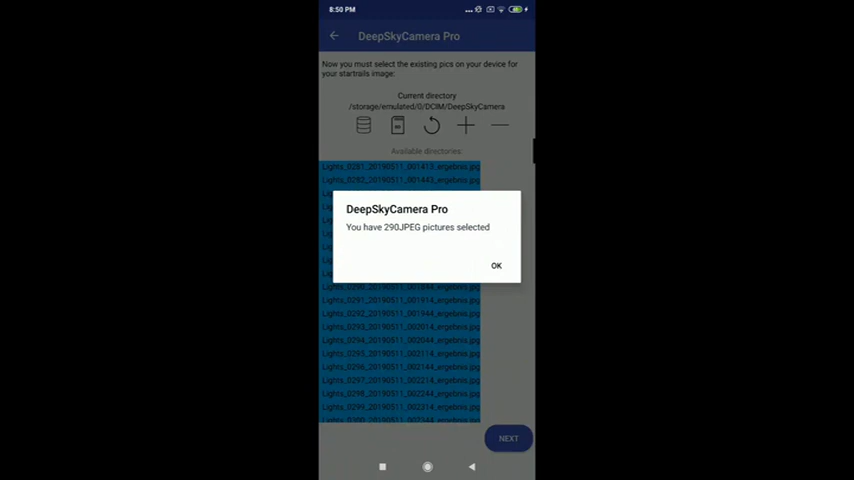 8:50 PM
DeepSkyCamera Pro
Now you must select the existing pics on your device for
your startrails image:
Current directory
/storage/emulated/0/DCIM/DeepSkyCamera
Available directories:
Lights_0281_20190511_001413_ergebnis.jpg
Lights_0282_20190511_001443_ergebnis.jpg
DeepSkyCamera Pro
You have 290JPEG pictures selected
OK
Lights_0290_20190511_001844_ergebnis.jpg
Lights_0291_20190511_001914_ergebnis.jpg
Lights_0292_20190511_001944_ergebnis.jpg
Lights_0293_20190511_002014_ergebnis.jpg
Lights_0294_20190511_002044_ergebnis.jpg
Lights_0295_20190511_002114_ergebnis.jpg
Lights_0296_20190511_002144_ergebnis.jpg
Lights_0297_20190511_002214_ergebnis.jpg
Lights_0298_20190511_002244_ergebnis.jpg
Lights_0299_20190511_002314_ergebnis.jpg
Lights_0300_20190511_002344_ergebnis.jpg
NEXT